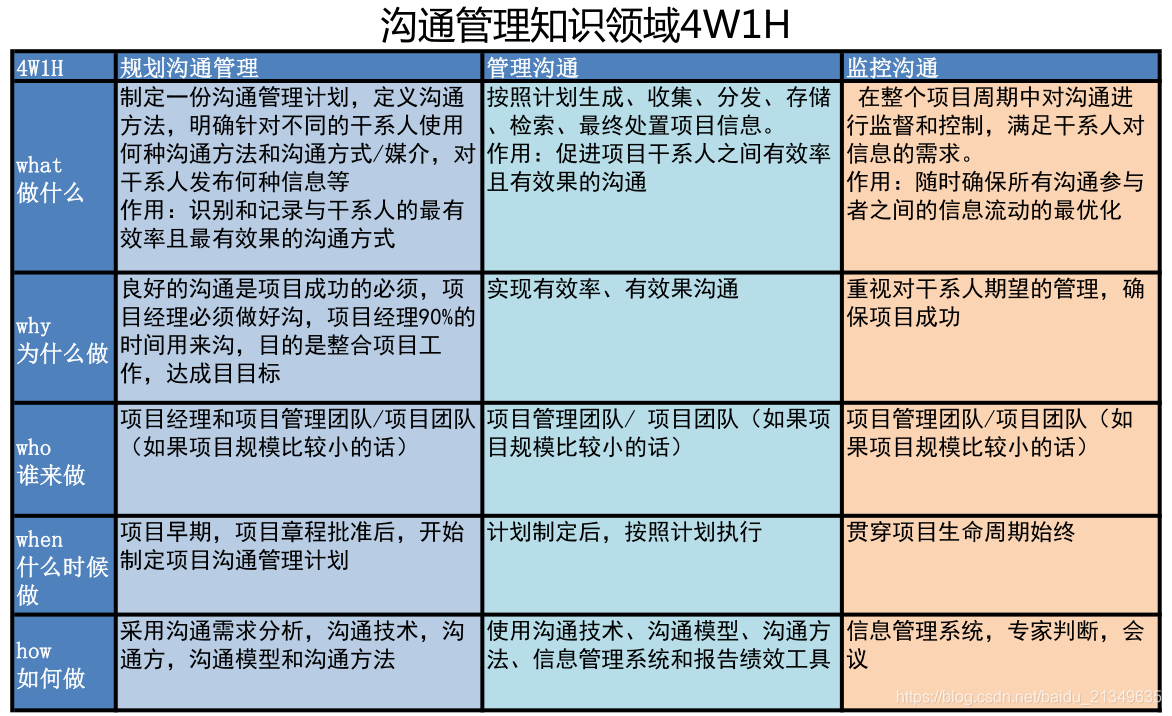 沟通管理知识领域4W1H
4W1H
规划沟通管理
管理沟通
监控沟通
what
做什么
制定一份沟通管理计划，定义沟通
方法，明确针对不同的干系人使用
何种沟通方法和沟通方式/媒介，对
干系人发布何种信息等
作用：识别和记录与干系人的最有
效率且最有效果的沟通方式
按照计划生成、收集、分发、存储
、检索、最终处置项目信息。
作用：促进项目干系人之间有效率
且有效果的沟通
在整个项目周期中对沟通进
行监督和控制，满足干系人对
信息的需求。
作用：随时确保所有沟通参与
者之间的信息流动的最优化
why
为什么做
良好的沟通是项目成功的必须，项
目经理必须做好沟，项目经理90%的
时间用来沟，目的是整合项目工
作，达成目目标
实现有效率、有效果沟通
重视对干系人期望的管理，确
保项目成功
who
谁来做
项目经理和项目管理团队/项目团队
（如果项目规模比较小的话）
项目管理团队/ 项目团队（如果项
目规模比较小的话）
项目管理团队/项目团队（如
果项目规模比较小的话）
when
什么时候
做
项目早期，项目章程批准后，开始
制定项目沟通管理计划
计划制定后，按照计划执行
贯穿项目生命周期始终
how
如何做
采用沟通需求分析，沟通技术，沟
通方，沟通模型和沟通方法
使用沟通技术、沟通模型、沟通方
法、信息管理系统和报告绩效工具
信息管理系统，专家判断，会
议
https://blog.csdn.net/baidu_21349635